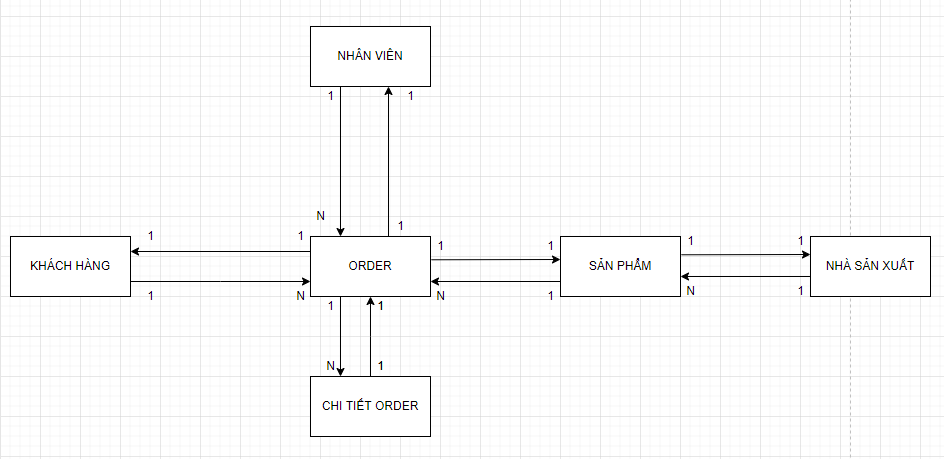 NHÂN VIÊN
1 1
N 1
1 1 1 1 1 1
KHÁCH HÀNG ORDER SẢN PHẨM NHÀ SẢN XUẤT
1 N N 1 N 1
1 1
N 1
CHI TIẾT ORDER